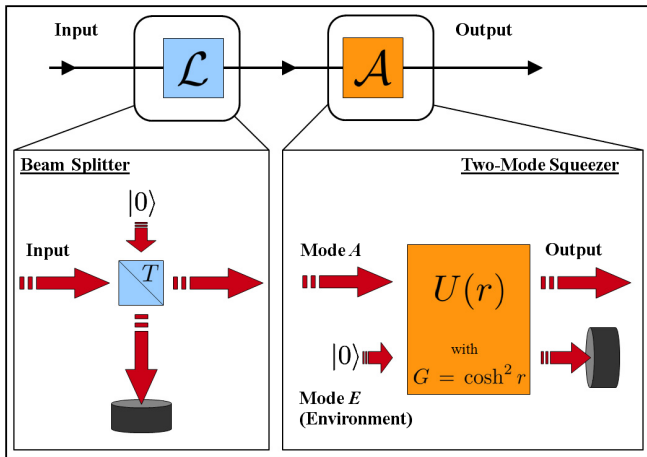 Input
Output
ℒ
𝒜
Beam Splitter
|0⟩
Input
T
Two-Mode Squeezer
Mode A
Output
U(r)
|0⟩
with
G = cosh² r
Mode E
(Environment)